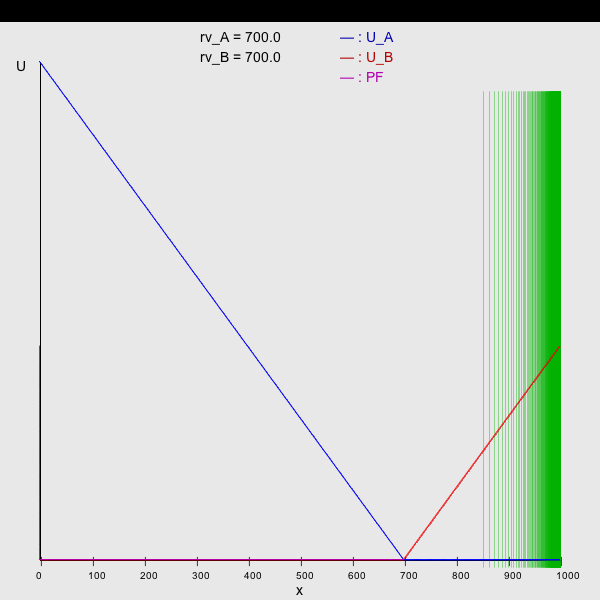 rv_A = 700.0 — : U_A
rv_B = 700.0 — : U_B
— : PF
U
0 100 200 300 400 500 600 700 800 900 1000
x